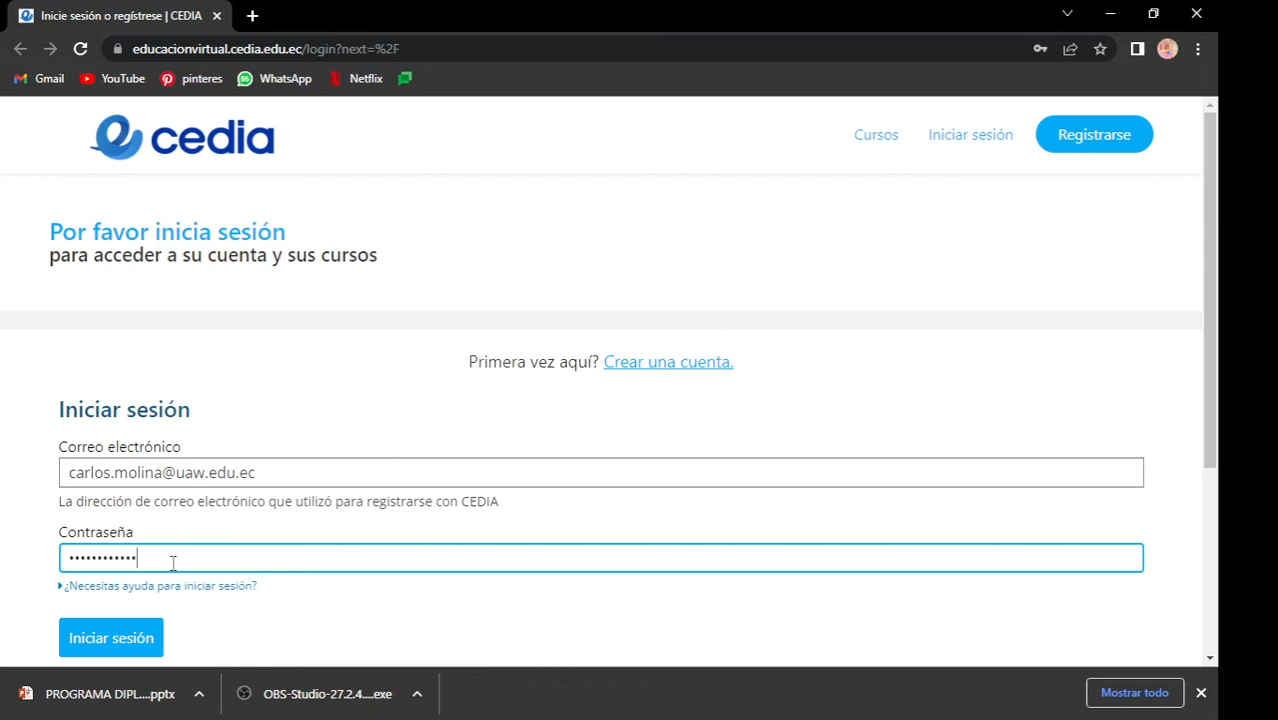 Inicie sesión o regístrese | CEDIA
educacionvirtual.cedia.edu.ec/login?next=%2F
Gmail YouTube pinteres WhatsApp Netflix
cedia
Cursos Iniciar sesión Registrarse
Por favor inicia sesión
para acceder a su cuenta y sus cursos
Primera vez aquí? Crear una cuenta.
Iniciar sesión
Correo electrónico
carlos.molina@uaw.edu.ec
La dirección de correo electrónico que utilizó para registrarse con CEDIA
Contraseña
••••••••••••
¿Necesitas ayuda para iniciar sesión?
Iniciar sesión
PROGRAMA DIPL....pptx OBS-Studio-27.2.4....exe Mostrar todo